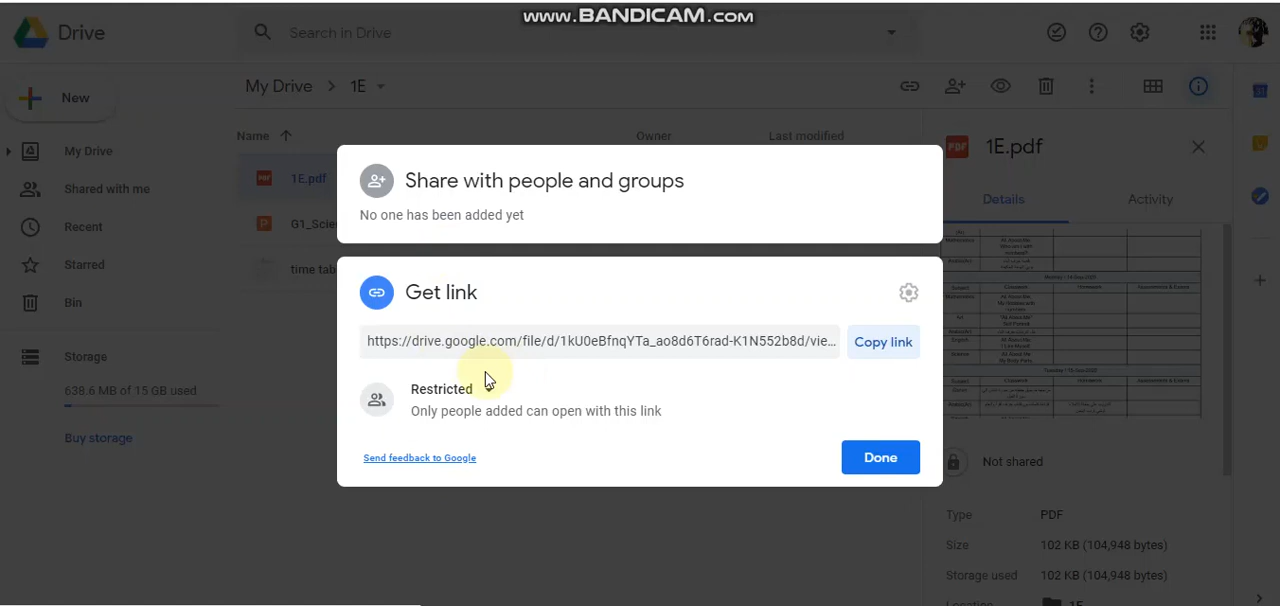 www.BANDICAM.com
Drive
Search in Drive
New
My Drive
Shared with me
Recent
Starred
Bin
Storage
638.6 MB of 15 GB used
Buy storage
My Drive > 1E
Name
Owner
Last modified
1E.pdf
G1_Scien
time tab
Share with people and groups
No one has been added yet
Get link
https://drive.google.com/file/d/1kU0eBfnqYTa_ao8d6T6rad-K1N552b8d/vie...
Copy link
Restricted
Only people added can open with this link
Send feedback to Google
Done
PDF
1E.pdf
Details
Activity
Not shared
Type
PDF
Size
102 KB (104,948 bytes)
Storage used
102 KB (104,948 bytes)
Location
1E